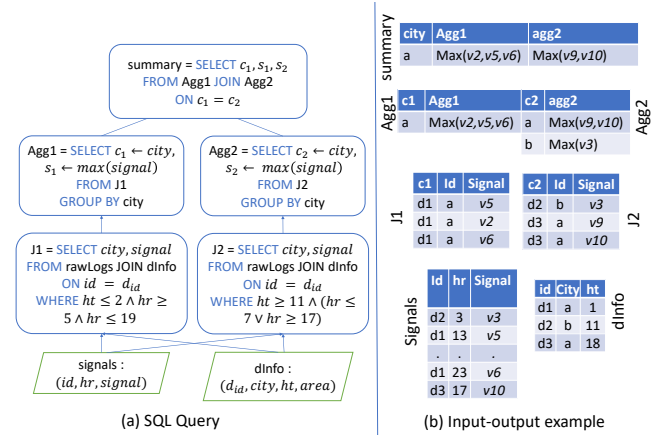 summary = SELECT c₁, s₁, s₂
FROM Agg1 JOIN Agg2
ON c₁ = c₂
Agg1 = SELECT c₁ ← city,
s₁ ← max(signal)
FROM J1
GROUP BY city
Agg2 = SELECT c₂ ← city,
s₂ ← max(signal)
FROM J2
GROUP BY city
J1 = SELECT city, signal
FROM rawLogs JOIN dInfo
ON id = d_id
WHERE ht ≤ 2 ∧ hr ≥
5 ∧ hr ≤ 19
J2 = SELECT city, signal
FROM rawLogs JOIN dInfo
ON id = d_id
WHERE ht ≥ 11 ∧ (hr ≤
7 ∨ hr ≥ 17)
signals :
(id, hr, signal)
dInfo :
(d_id, city, ht, area)
(a) SQL Query
summary
city Agg1 agg2
a Max(v2,v5,v6) Max(v9,v10)
Agg1
c1 Agg1 c2 agg2
a Max(v2,v5,v6) a Max(v9,v10)
b Max(v3)
Agg2
J1
c1 Id Signal
d1 a v5
d1 a v2
d1 a v6
c2 Id Signal
d2 b v3
d3 a v9
d3 a v10
J2
Signals
Id hr Signal
d2 3 v3
d1 13 v5
. . .
d1 23 v6
d3 17 v10
id City ht
d1 a 1
d2 b 11
d3 a 18
dInfo
(b) Input-output example